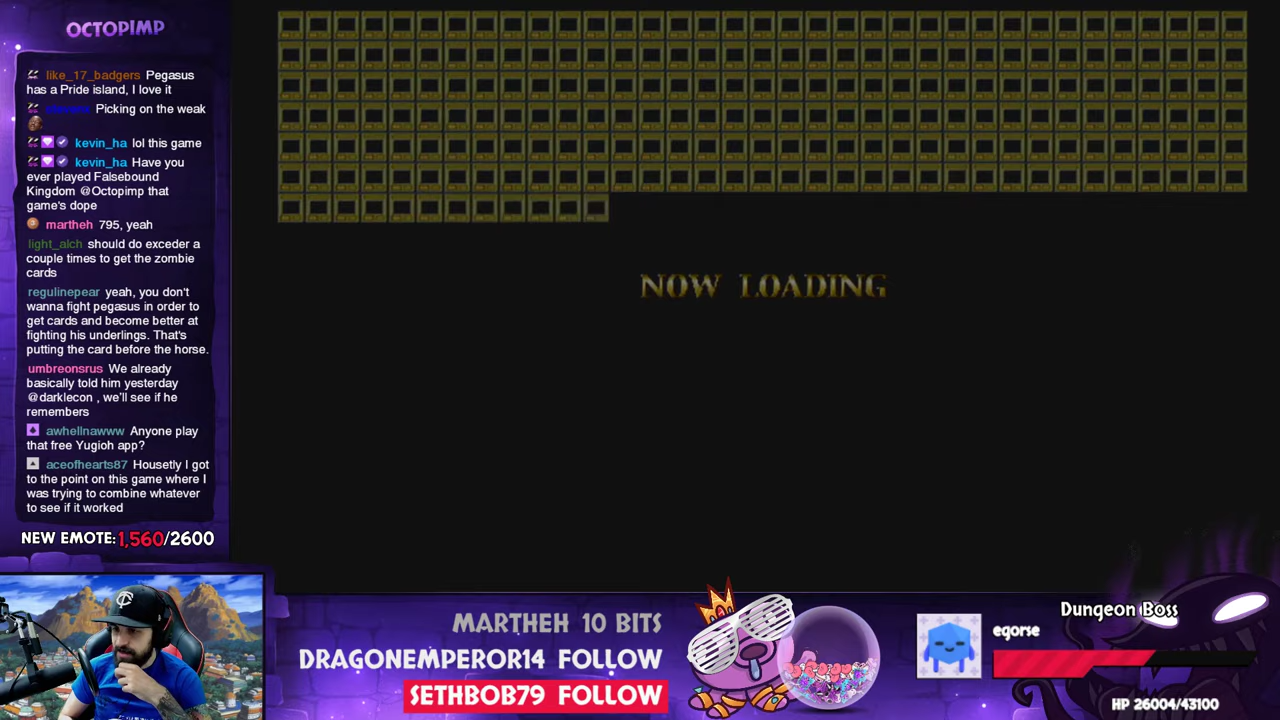 OCTOPIMP
like_17_badgers Pegasus
has a Pride island, I love it
Picking on the weak
kevin_ha lol this game
kevin_ha Have you
ever played Falsebound
Kingdom @Octopimp that
game's dope
martheh 795, yeah
light_alch should do exceder a
couple times to get the zombie
cards
regulinepear yeah, you don't
wanna fight pegasus in order to
get cards and become better at
fighting his underlings. That's
putting the card before the horse.
umbreonsrus We already
basically told him yesterday
@darklecon , we'll see if he
remembers
awhellnawww Anyone play
that free Yugioh app?
aceofhearts87 Housetly I got
to the point on this game where I
was trying to combine whatever
to see if it worked
NEW EMOTE: 1,560/2600
NOW LOADING
MARTHEH 10 BITS
DRAGONEMPEROR14 FOLLOW
SETHBOB79 FOLLOW
Dungeon Boss
eqorse
HP 26004/43100